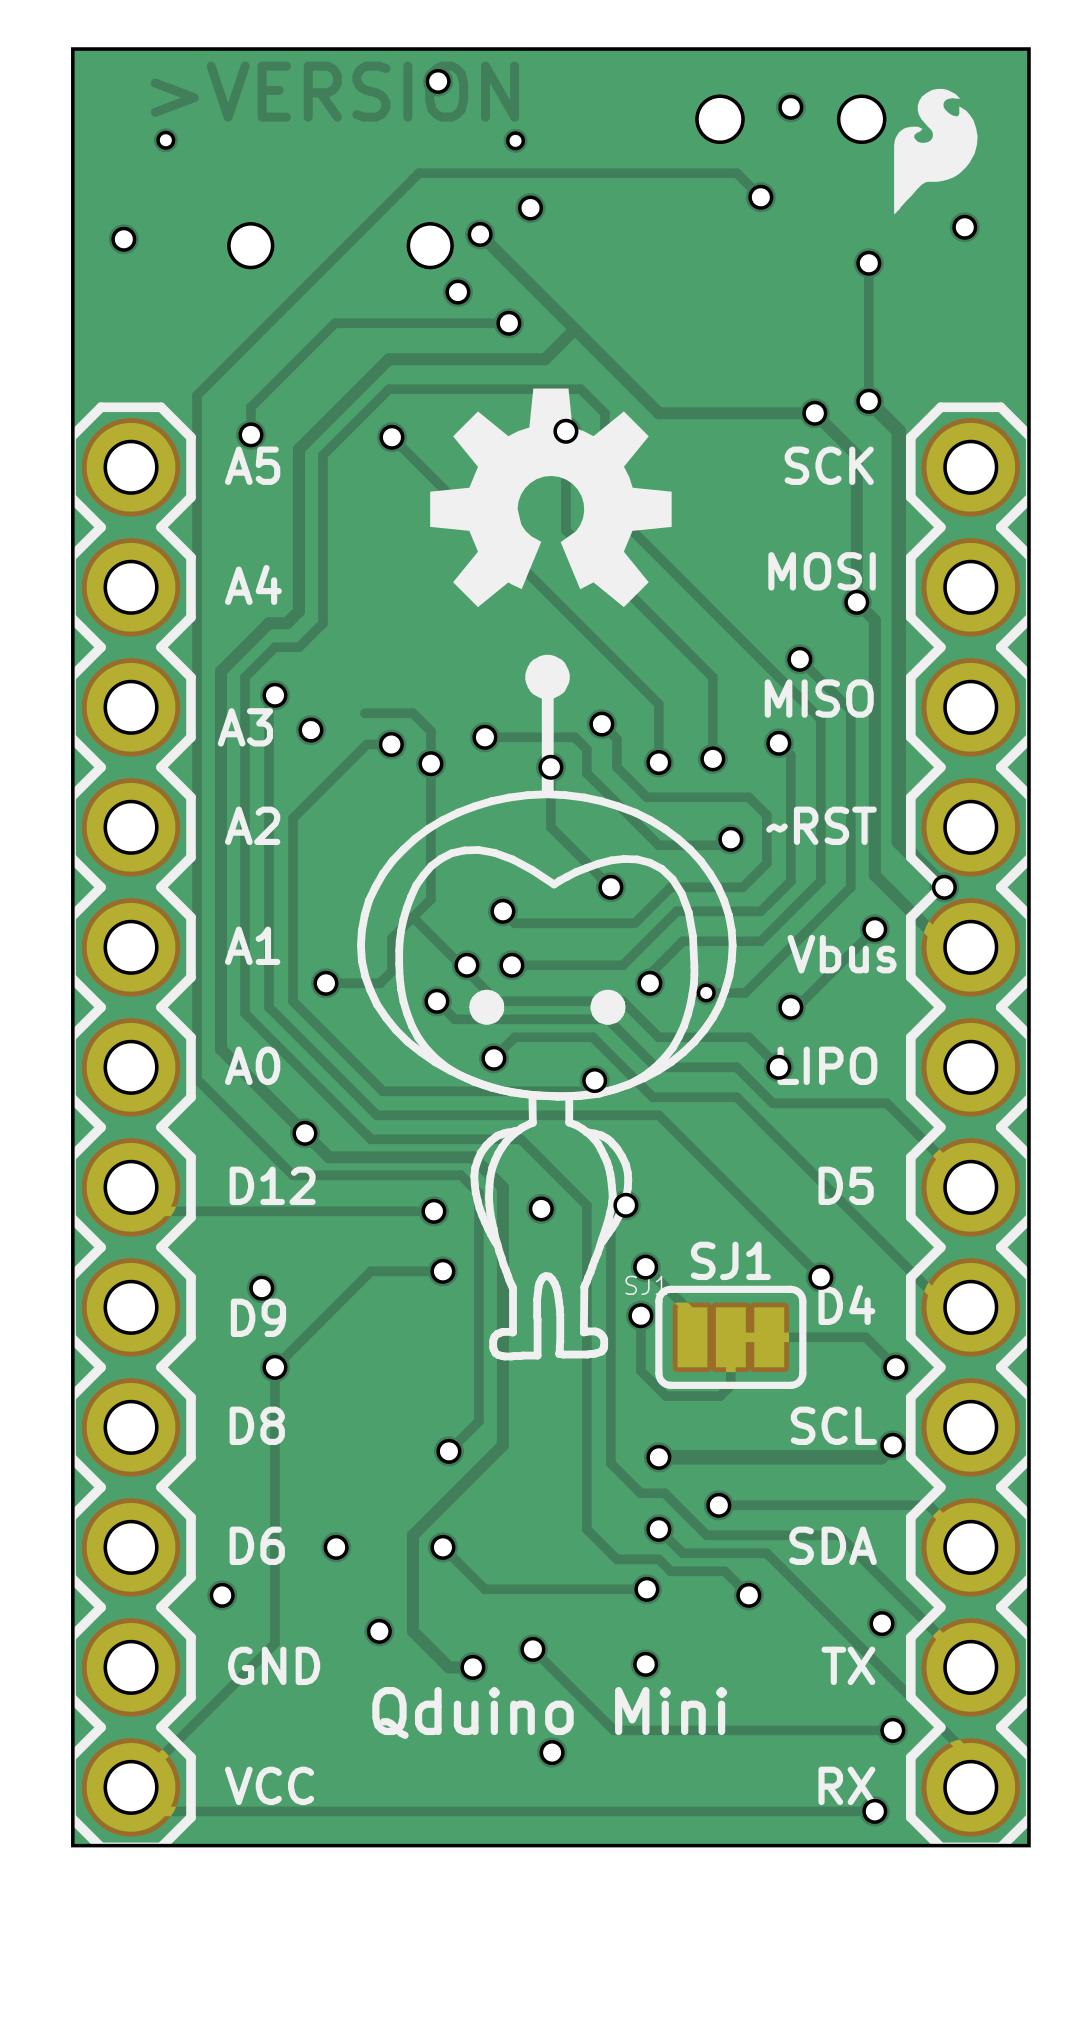 >VERSION
A5
SCK
A4
MOSI
A3
MISO
A2
~RST
A1
Vbus
A0
LIPO
D12
D5
SJ1
SJ1
D9
D4
D8
SCL
D6
SDA
GND
TX
Qduino Mini
VCC
RX